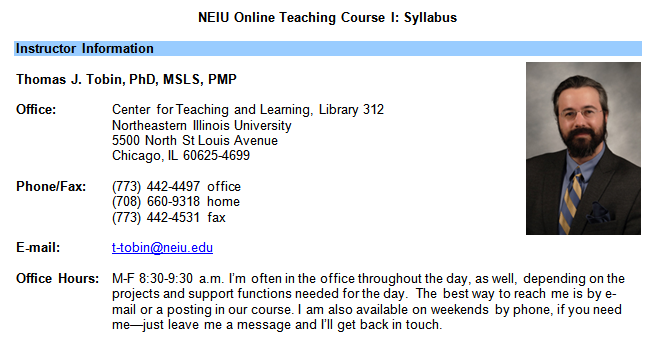 NEIU Online Teaching Course I: Syllabus
Instructor Information
Thomas J. Tobin, PhD, MSLS, PMP
Office: Center for Teaching and Learning, Library 312
Northeastern Illinois University
5500 North St Louis Avenue
Chicago, IL 60625-4699
Phone/Fax: (773) 442-4497 office
(708) 660-9318 home
(773) 442-4531 fax
E-mail: t-tobin@neiu.edu
Office Hours: M-F 8:30-9:30 a.m. I'm often in the office throughout the day, as well, depending on the
projects and support functions needed for the day. The best way to reach me is by e-
mail or a posting in our course. I am also available on weekends by phone, if you need
me—just leave me a message and I'll get back in touch.